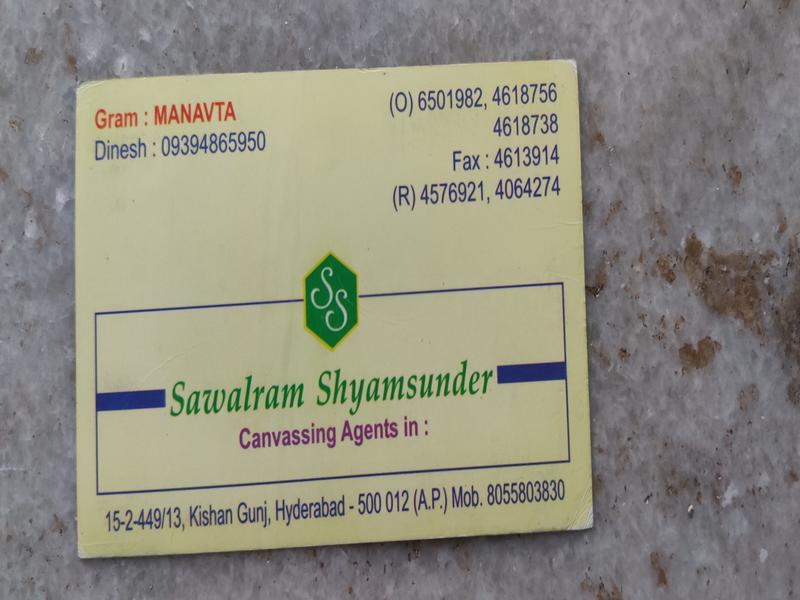 Gram : MANAVTA
Dinesh : 09394865950
(O) 6501982, 4618756
4618738
Fax : 4613914
(R) 4576921, 4064274
SS
Sawalram Shyamsunder
Canvassing Agents in :
15-2-449/13, Kishan Gunj, Hyderabad - 500 012 (A.P.) Mob. 8055803830